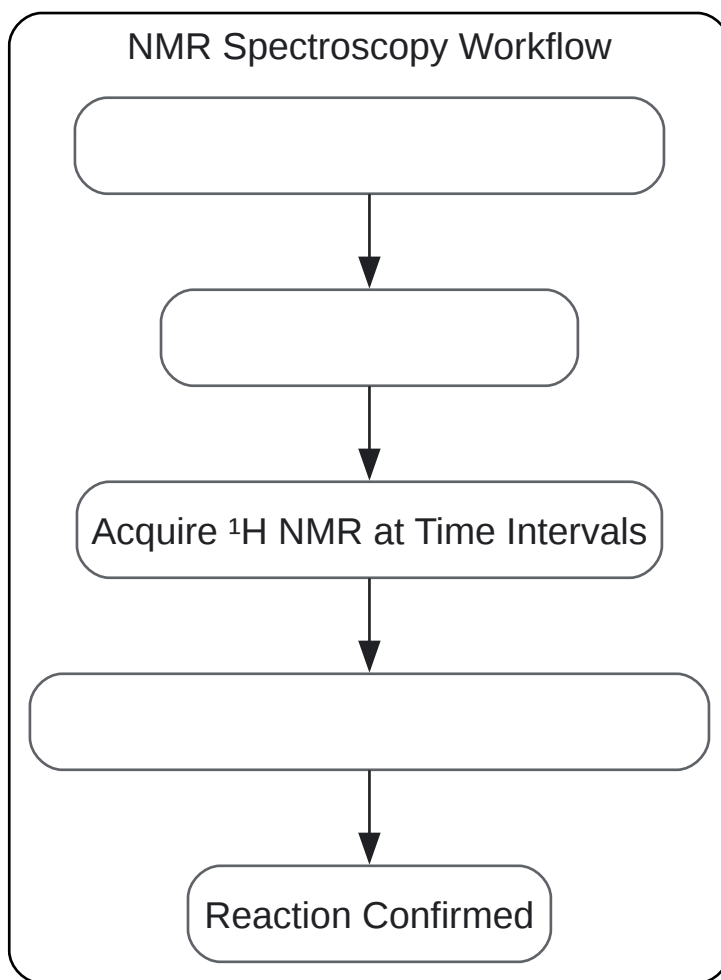 NMR Spectroscopy Workflow
Acquire ¹H NMR at Time Intervals
Reaction Confirmed